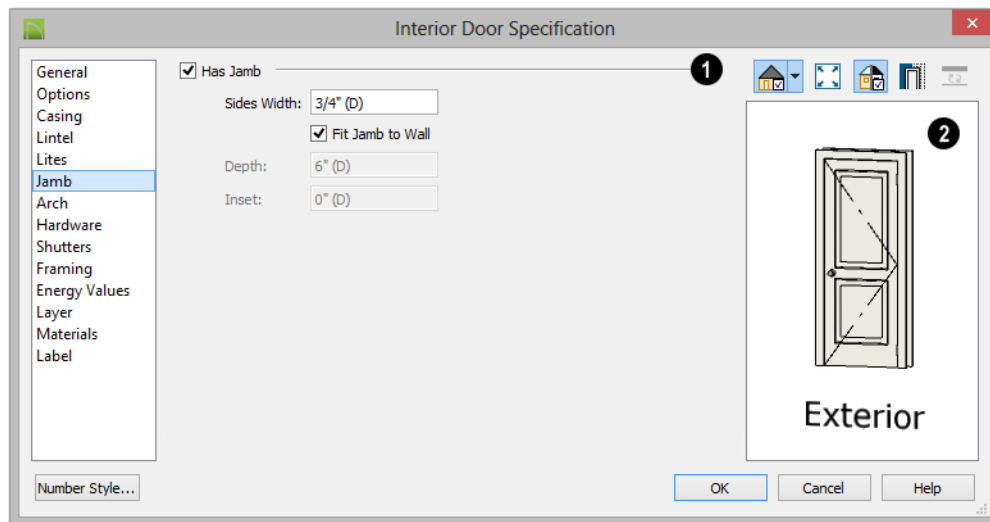 Interior Door Specification
General
Options
Casing
Lintel
Lites
Jamb
Arch
Hardware
Shutters
Framing
Energy Values
Layer
Materials
Label
Has Jamb
Sides Width: 3/4" (D)
Fit Jamb to Wall
Depth: 6" (D)
Inset: 0" (D)
1
2
Exterior
Number Style...
OK
Cancel
Help